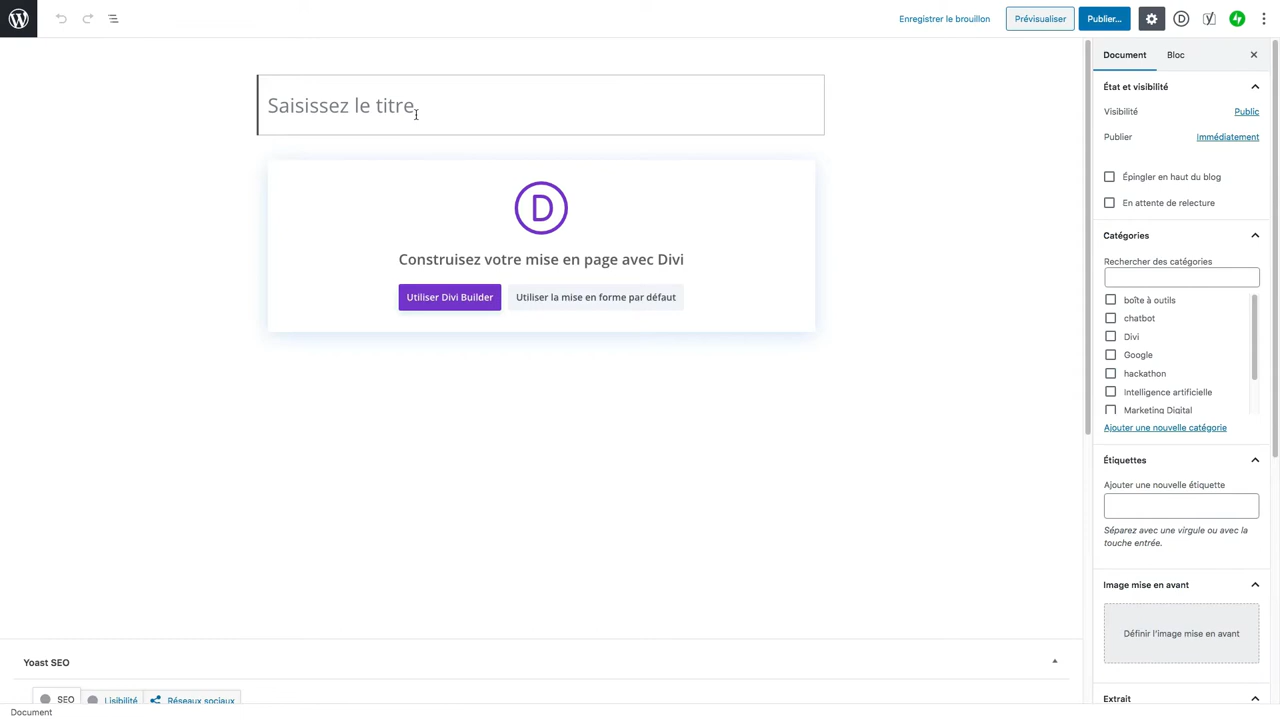 Enregistrer le brouillon
Prévisualiser
Publier...
Document
Bloc
État et visibilité
Visibilité
Public
Publier
Immédiatement
Épingler en haut du blog
En attente de relecture
Catégories
Rechercher des catégories
boîte à outils
chatbot
Divi
Google
hackathon
Intelligence artificielle
Marketing Digital
Ajouter une nouvelle catégorie
Étiquettes
Ajouter une nouvelle étiquette
Séparez avec une virgule ou avec la
touche entrée.
Image mise en avant
Définir l'image mise en avant
Extrait
Saisissez le titre
D
Construisez votre mise en page avec Divi
Utiliser Divi Builder
Utiliser la mise en forme par défaut
Yoast SEO
SEO
Lisibilité
Réseaux sociaux
Document